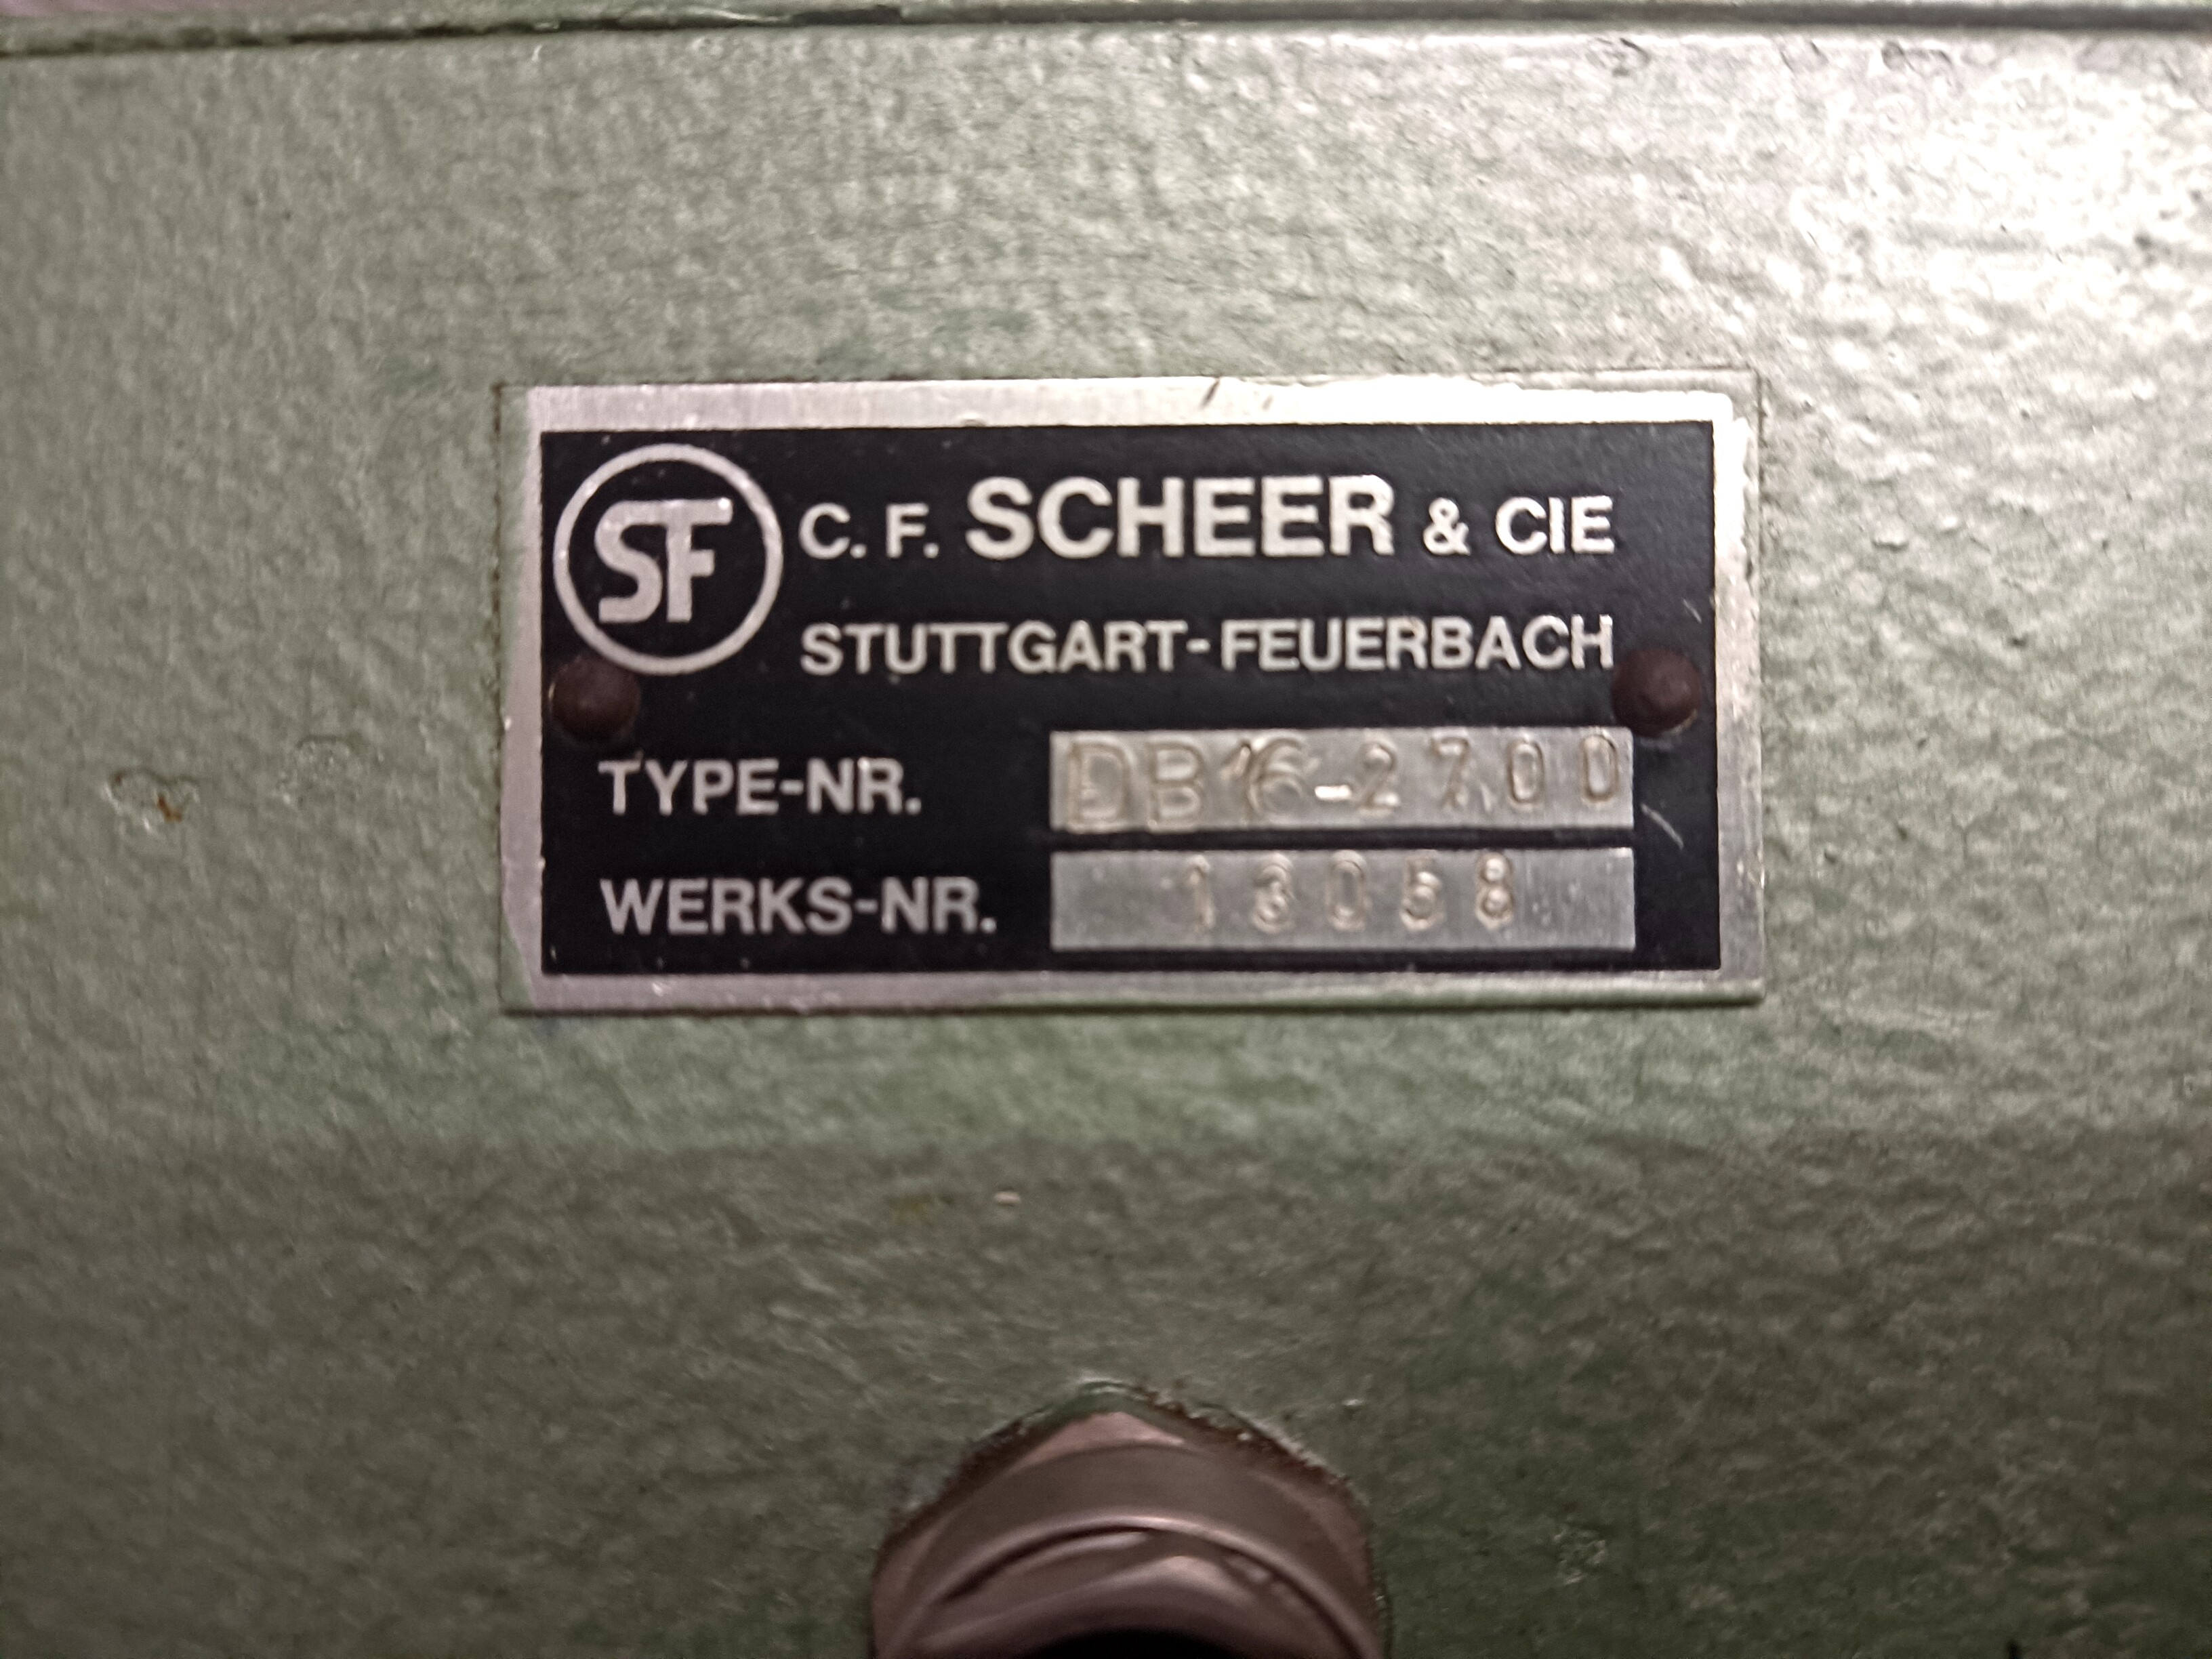 SF C. F. SCHEER & CIE
STUTTGART-FEUERBACH
TYPE-NR. DB16-2700
WERKS-NR. 13058